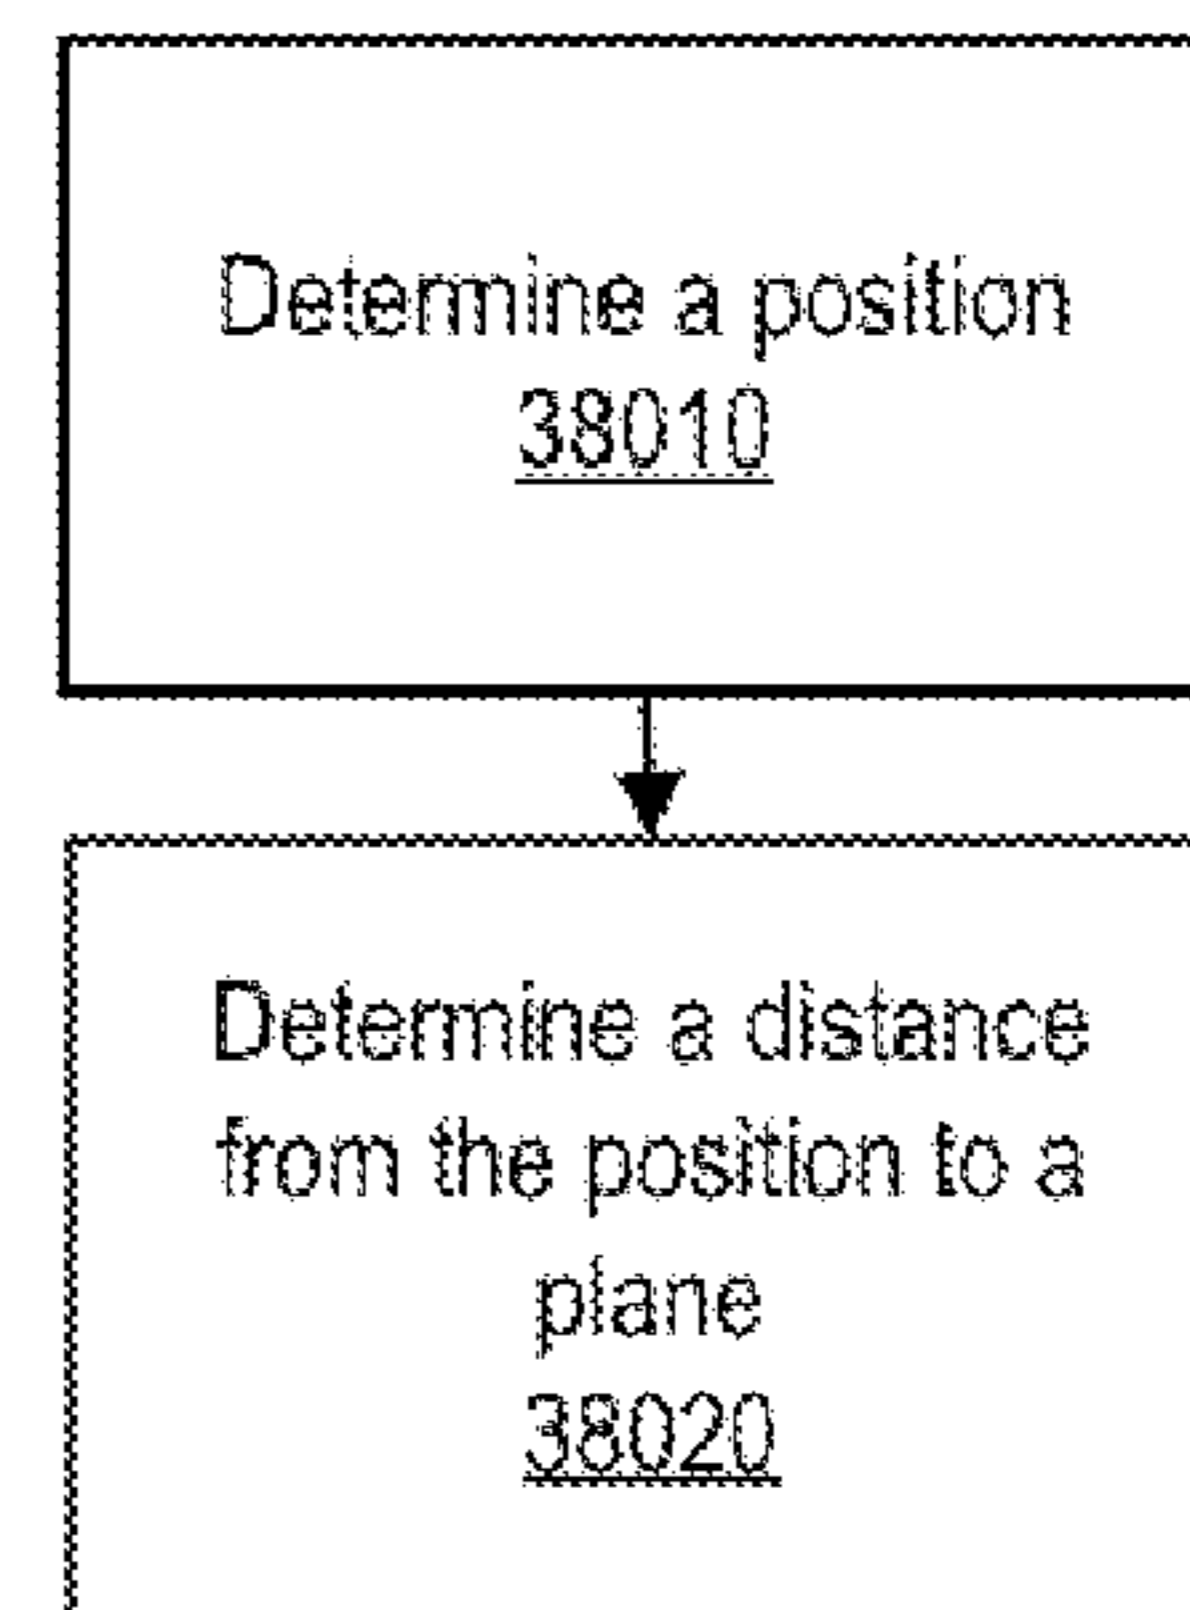 Determine a position
38010
Determine a distance
from the position to a
plane
38020